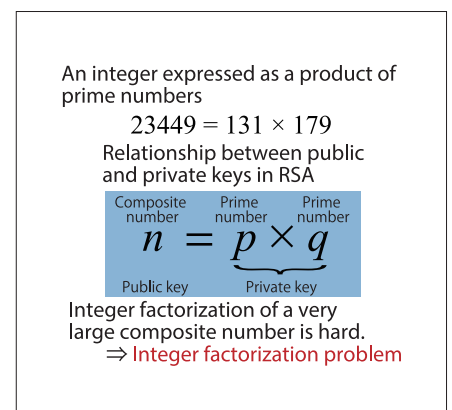 An integer expressed as a product of
prime numbers
23449 = 131 × 179
Relationship between public
and private keys in RSA
Composite number
Prime number
Prime number
n = p × q
Public key
Private key
Integer factorization of a very
large composite number is hard.
⇒ Integer factorization problem